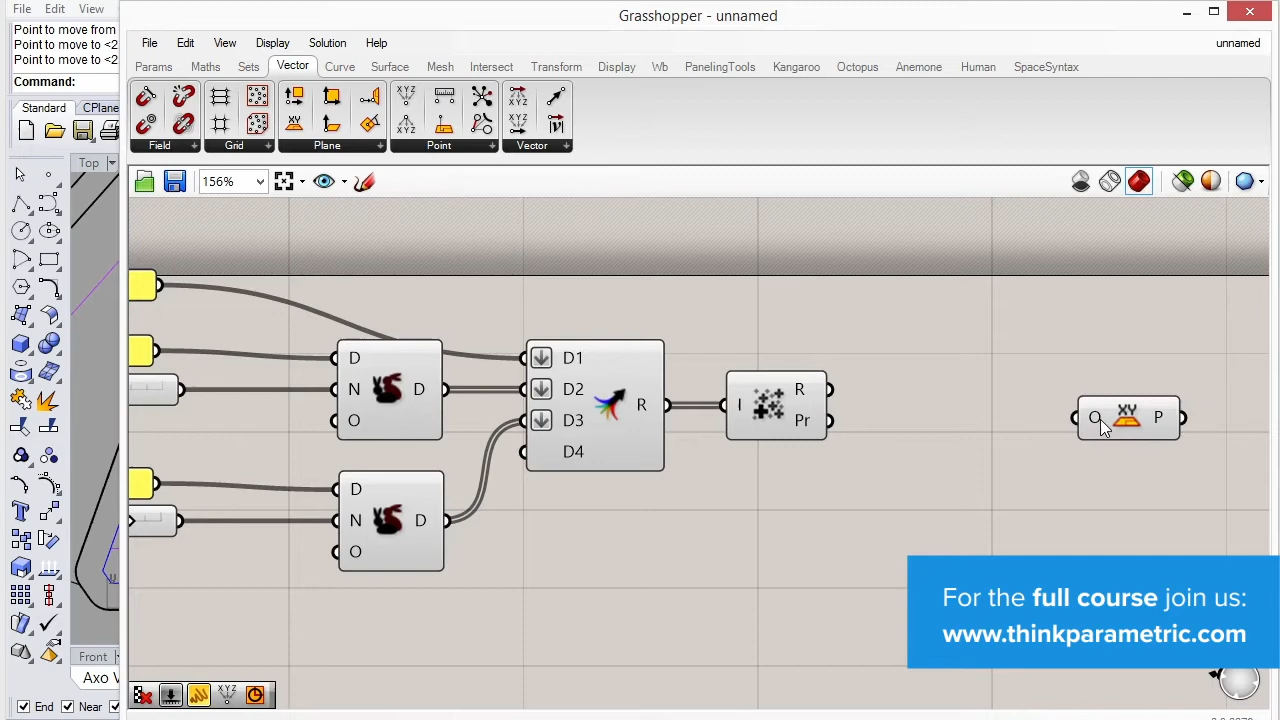 File Edit View
Grasshopper - unnamed
Point to move from
Point to move to <2
Point to move to <2
Command:
File Edit View Display Solution Help
unnamed
Params Maths Sets Vector Curve Surface Mesh Intersect Transform Display Wb PanelingTools Kangaroo Octopus Anemone Human SpaceSyntax
Standard CPlane
Field Grid Plane Point Vector
Top
156%
D
N D
O
D1
D2
D3
D4
R
I R
Pr
O XY P
D
N D
O
For the full course join us:
www.thinkparametric.com
Front
Axo V
End Near